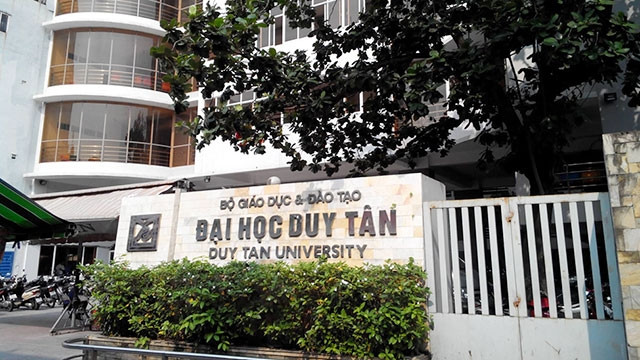 BỘ GIÁO DỤC & ĐÀO TẠO
ĐẠI HỌC DUY TÂN
DUY TAN UNIVERSITY